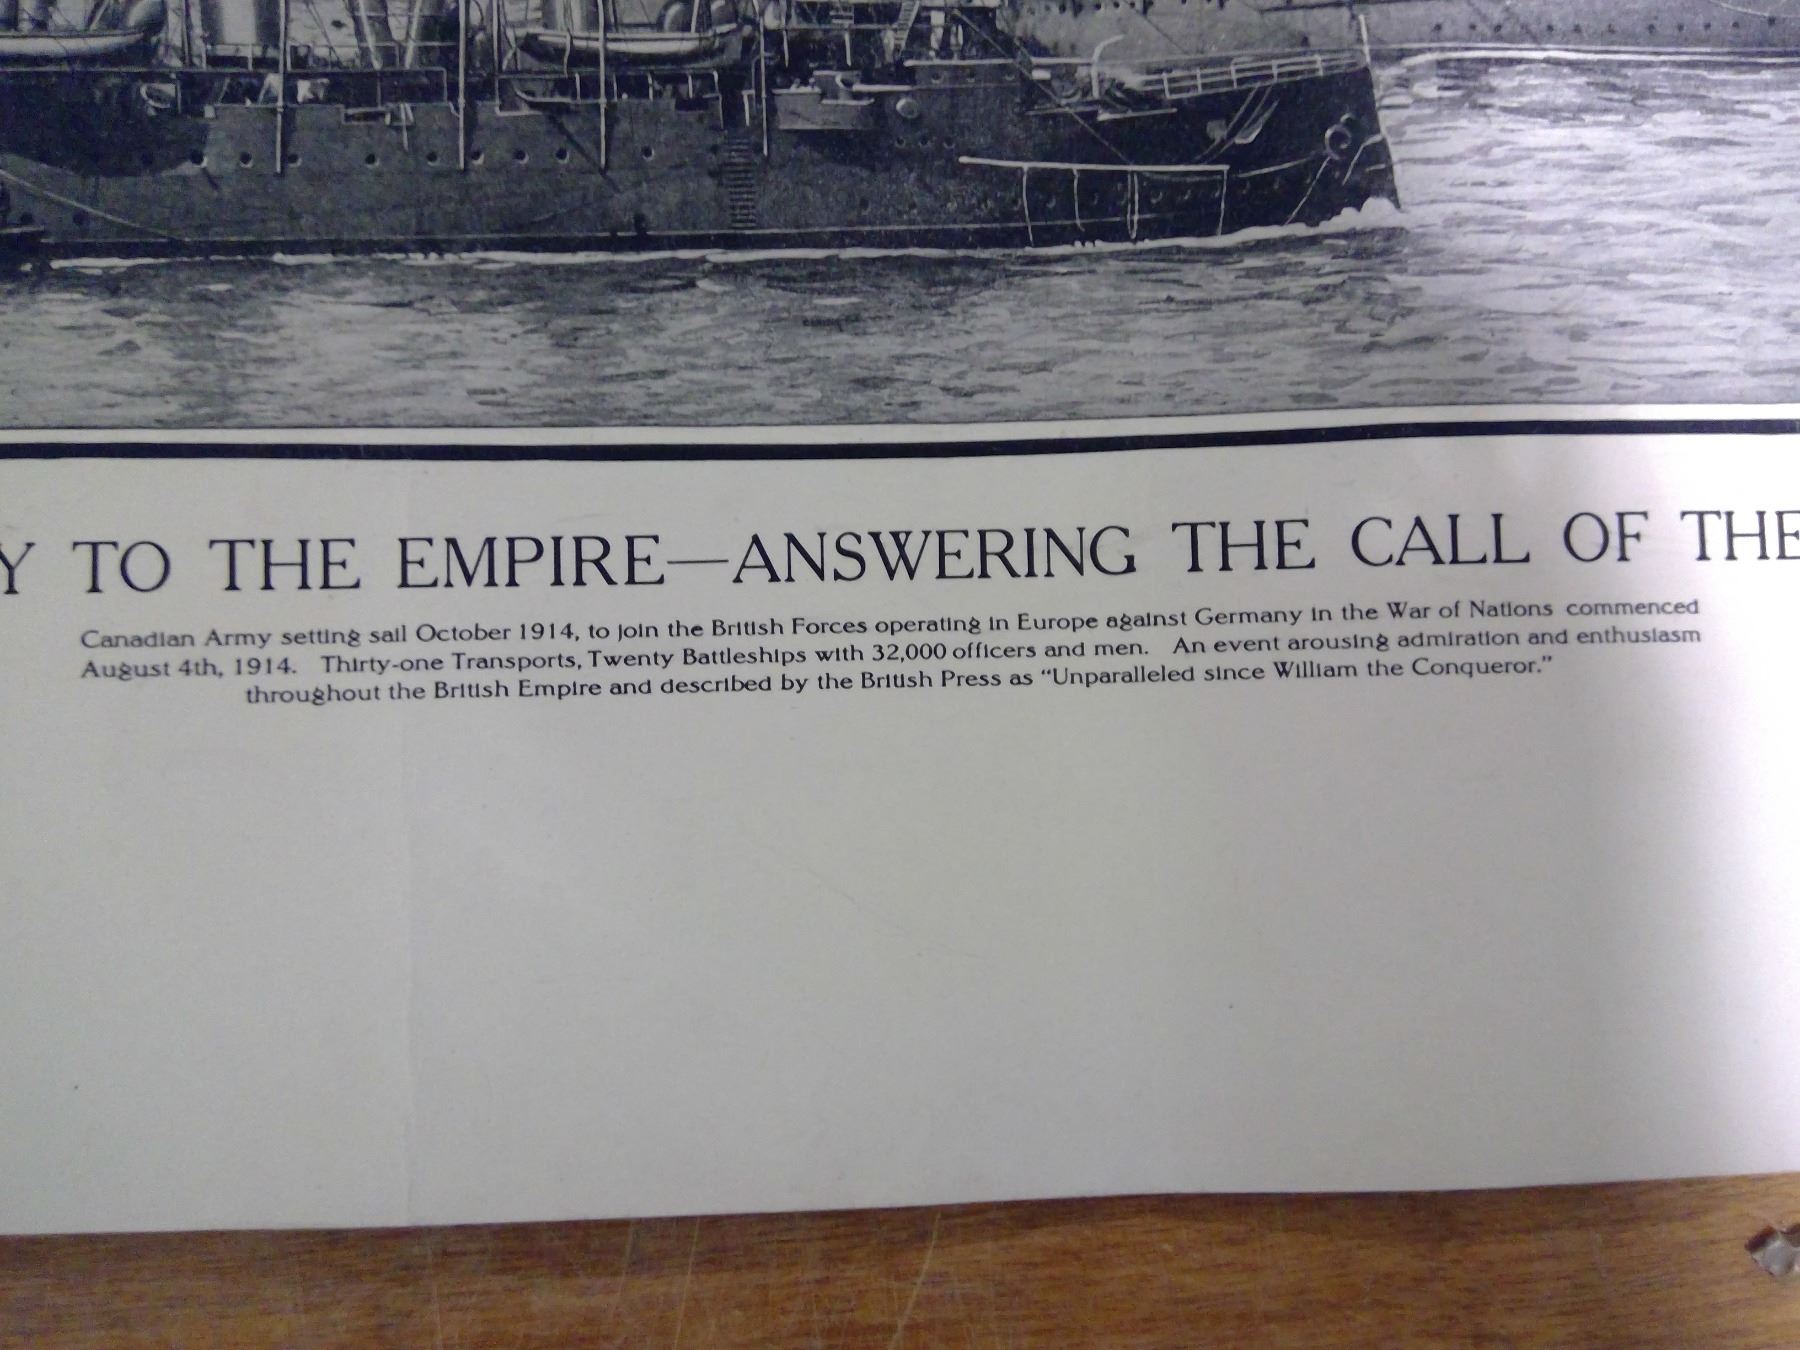 Y TO THE EMPIRE—ANSWERING THE CALL OF THE
Canadian Army setting sail October 1914, to join the British Forces operating in Europe against Germany in the War of Nations commenced
August 4th, 1914. Thirty-one Transports, Twenty Battleships with 32,000 officers and men. An event arousing admiration and enthusiasm
throughout the British Empire and described by the British Press as “Unparalleled since William the Conqueror.”